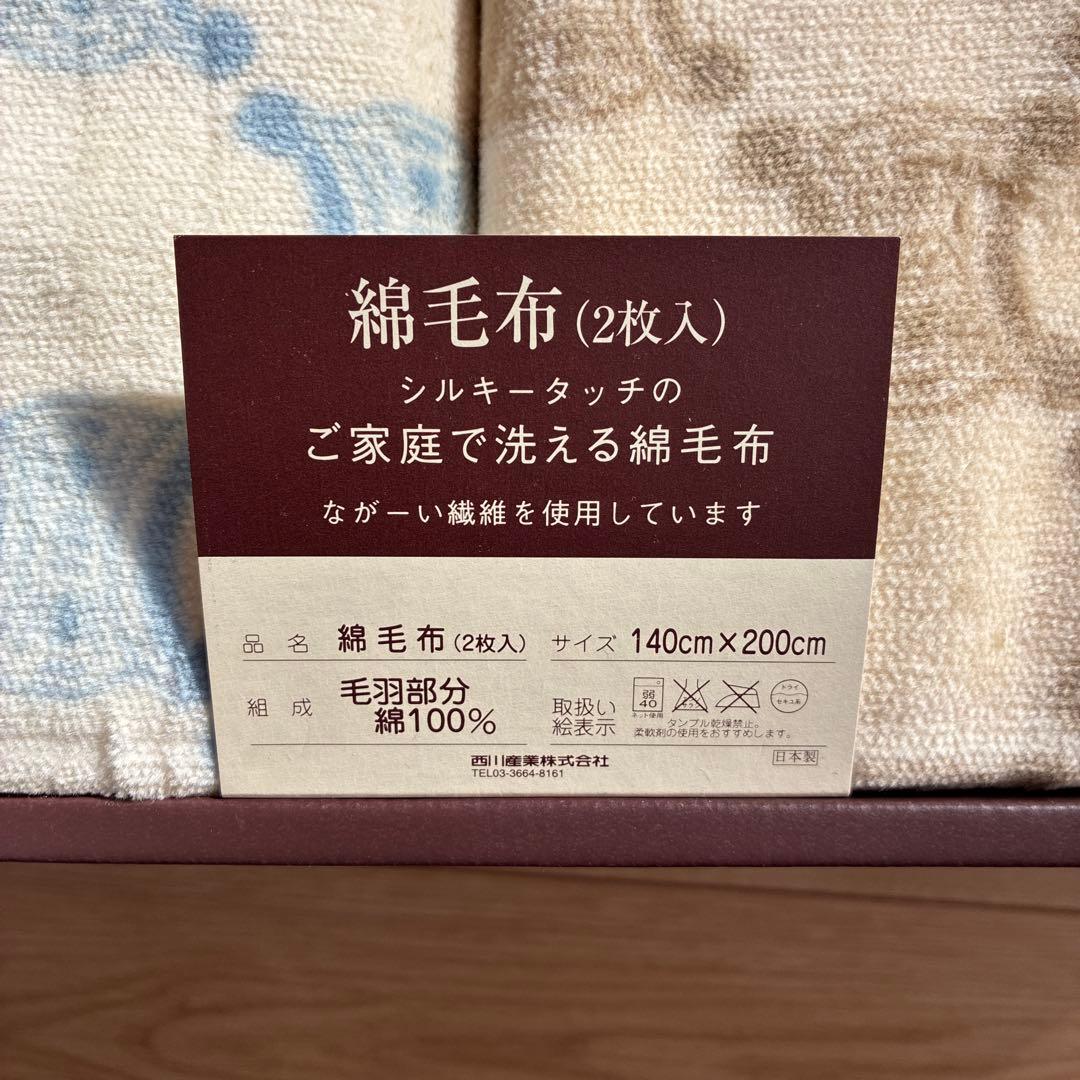 綿毛布(2枚入)
シルキータッチの
ご家庭で洗える綿毛布
ながーい繊維を使用しています
品名 綿毛布(2枚入) サイズ 140cm×200cm
組成 毛羽部分
綿100%
取扱い
絵表示
弱
40
ネット使用
ドライ
セキユ系
タンブル乾燥禁止。
柔軟剤の使用をおすすめします。
西川産業株式会社
TEL03-3664-8161
日本製